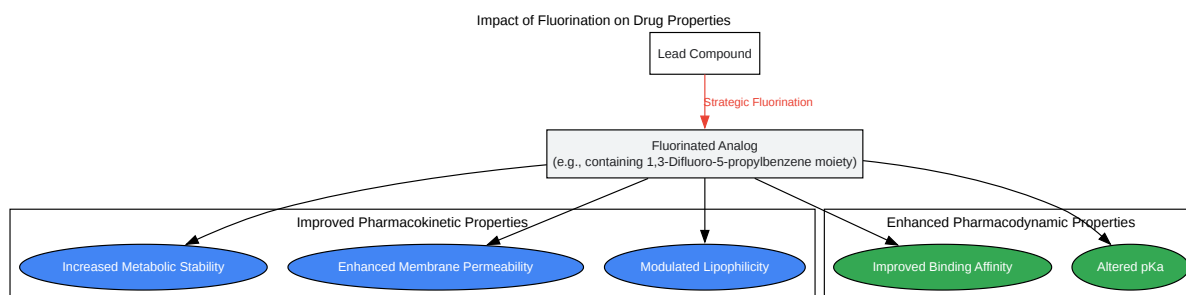 Impact of Fluorination on Drug Properties
Lead Compound
Strategic Fluorination
Fluorinated Analog
(e.g., containing 1,3-Difluoro-5-propylbenzene moiety)
Improved Pharmacokinetic Properties
Enhanced Pharmacodynamic Properties
Increased Metabolic Stability
Enhanced Membrane Permeability
Modulated Lipophilicity
Improved Binding Affinity
Altered pKa